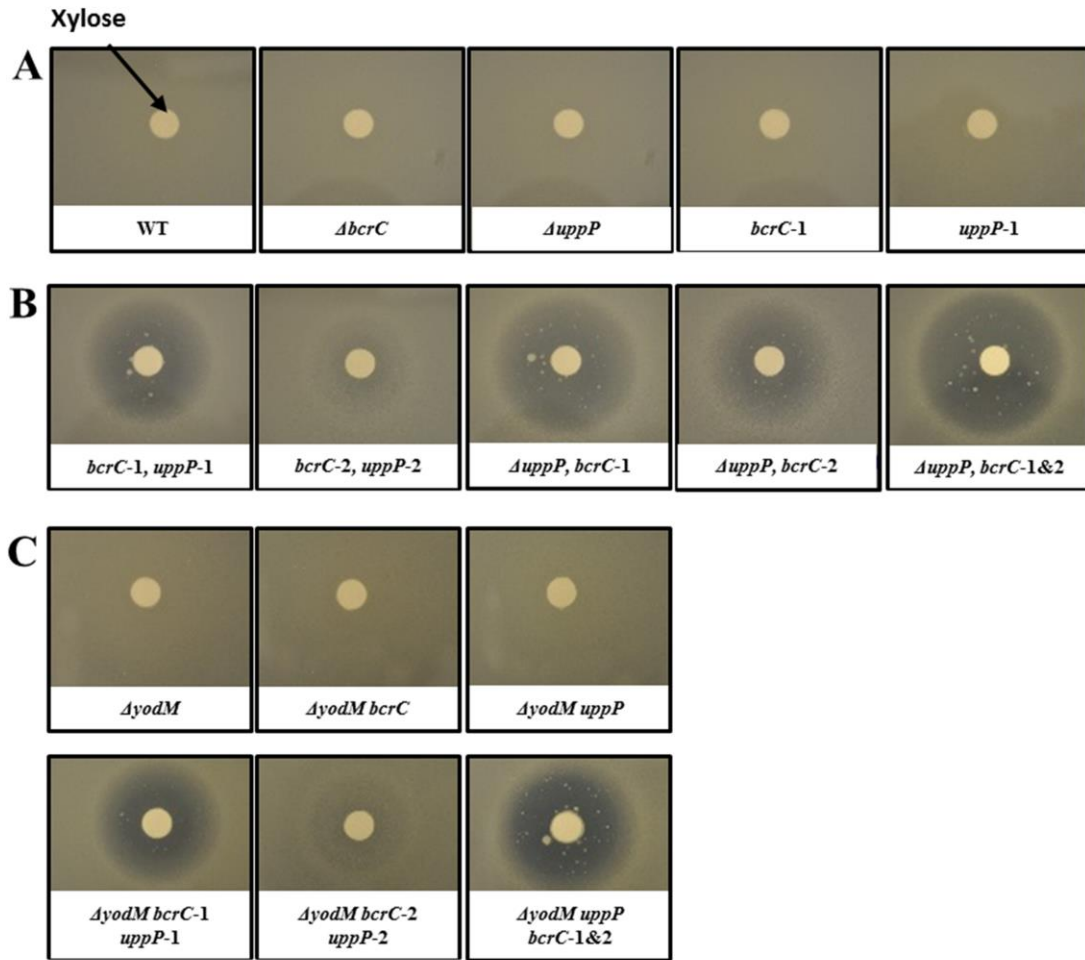 Xylose
A
WT
ΔbcrC
ΔuppP
bcrC-1
uppP-1
B
bcrC-1, uppP-1
bcrC-2, uppP-2
ΔuppP, bcrC-1
ΔuppP, bcrC-2
ΔuppP, bcrC-1&2
C
ΔyodM
ΔyodM bcrC
ΔyodM uppP
ΔyodM bcrC-1
uppP-1
ΔyodM bcrC-2
uppP-2
ΔyodM uppP
bcrC-1&2